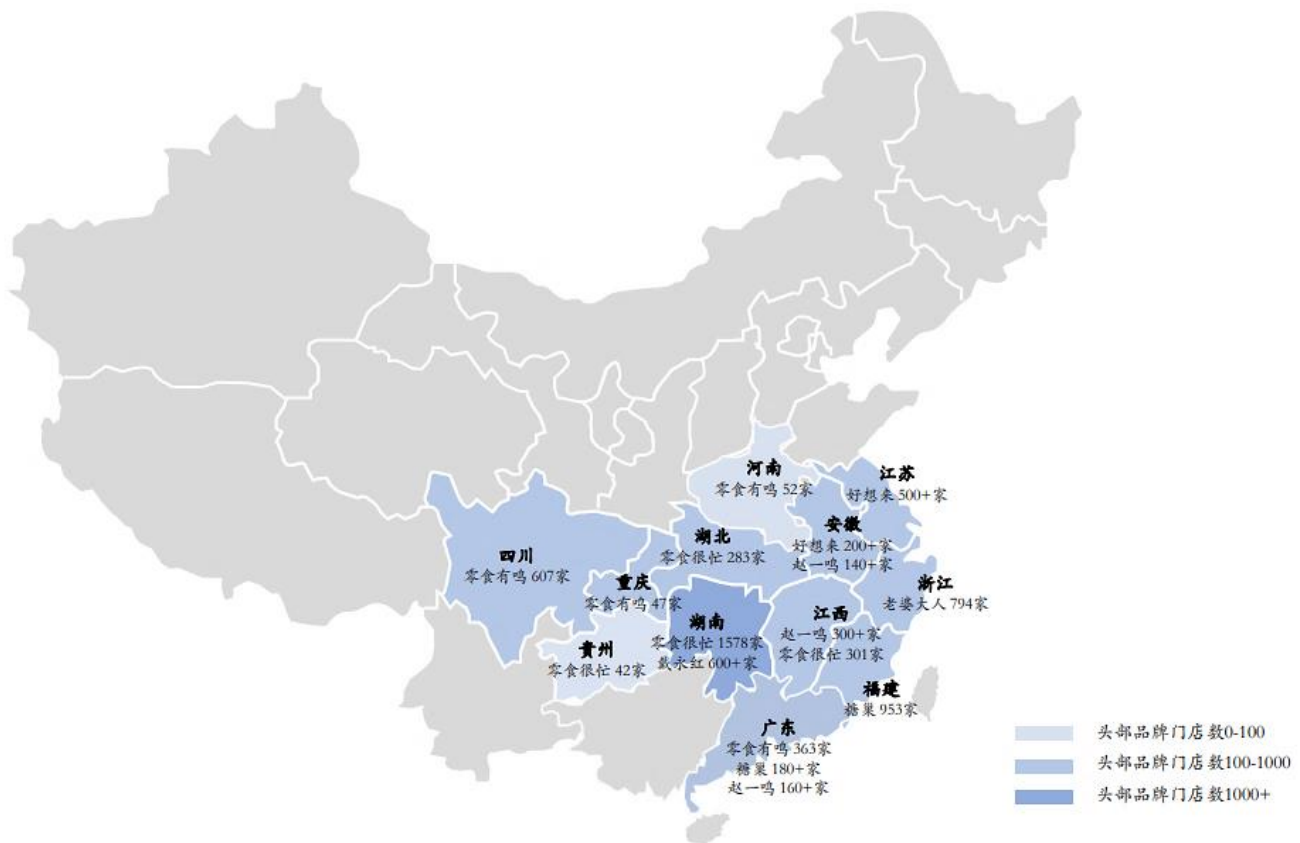 河南
零食有鸣 52家
江苏
好想来 500+家
安徽
好想来 200+家
赵一鸣 140+家
湖北
零食很忙 283家
四川
零食有鸣 607家
重庆
零食有鸣 47家
浙江
老婆大人 794家
湖南
零食很忙 1578家
戴永红 600+家
江西
赵一鸣 300+家
零食很忙 301家
贵州
零食很忙 42家
福建
糖巢 953家
广东
零食有鸣 363家
糖巢 180+家
赵一鸣 160+家
头部品牌门店数0-100
头部品牌门店数100-1000
头部品牌门店数1000+